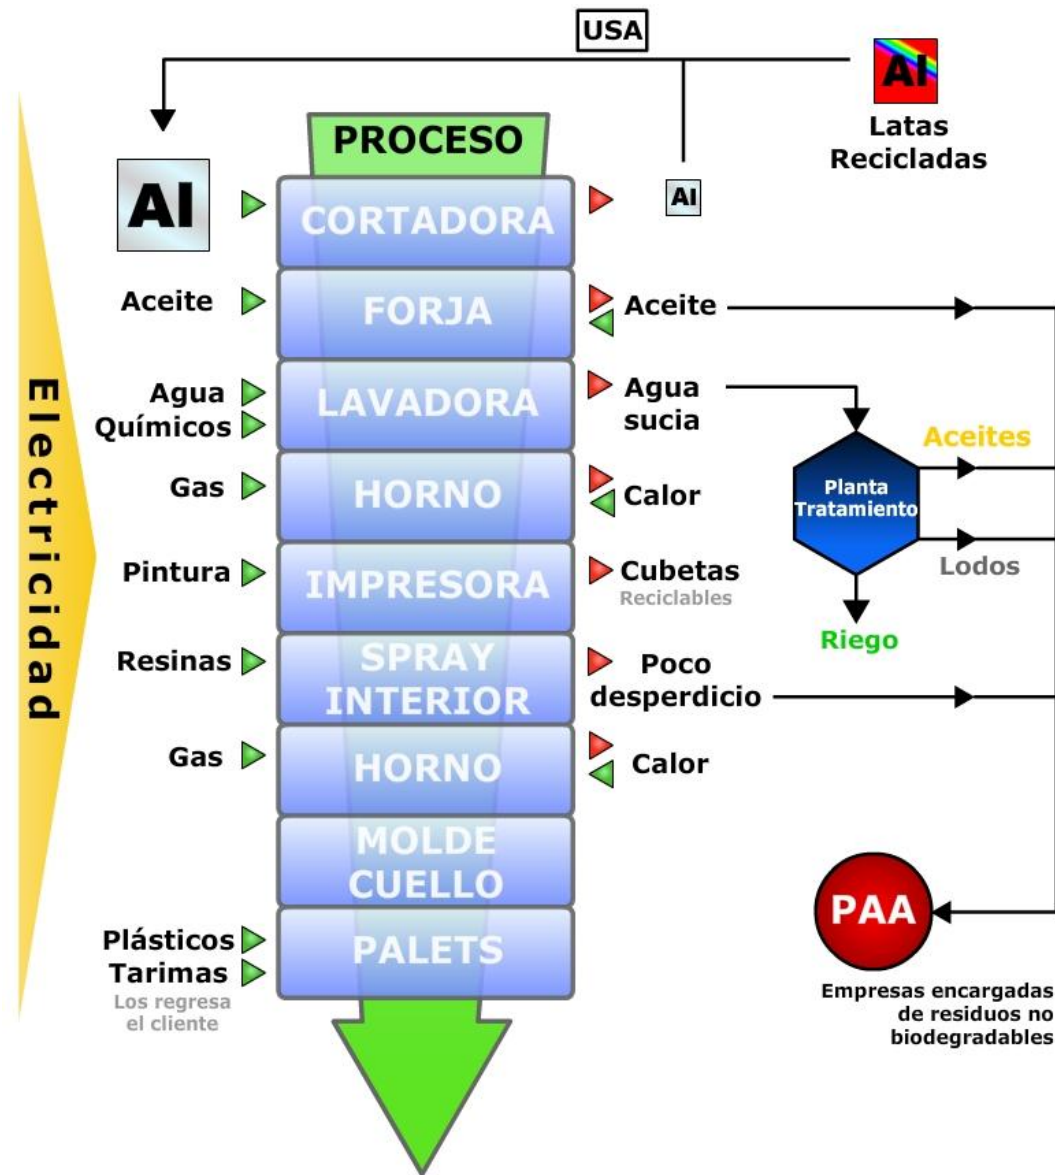 USA
Al
Latas
Recicladas
PROCESO
Al
CORTADORA
Al
Aceite
FORJA
Aceite
Electricidad
Agua
Químicos
LAVADORA
Agua
sucia
Aceites
Gas
HORNO
Calor
Planta
Tratamiento
Lodos
Pintura
IMPRESORA
Cubetas
Reciclables
Riego
Resinas
SPRAY
INTERIOR
Poco
desperdicio
Gas
HORNO
Calor
MOLDE
CUELLO
PAA
Plásticos
Tarimas
Los regresa
el cliente
PALETS
Empresas encargadas
de residuos no
biodegradables